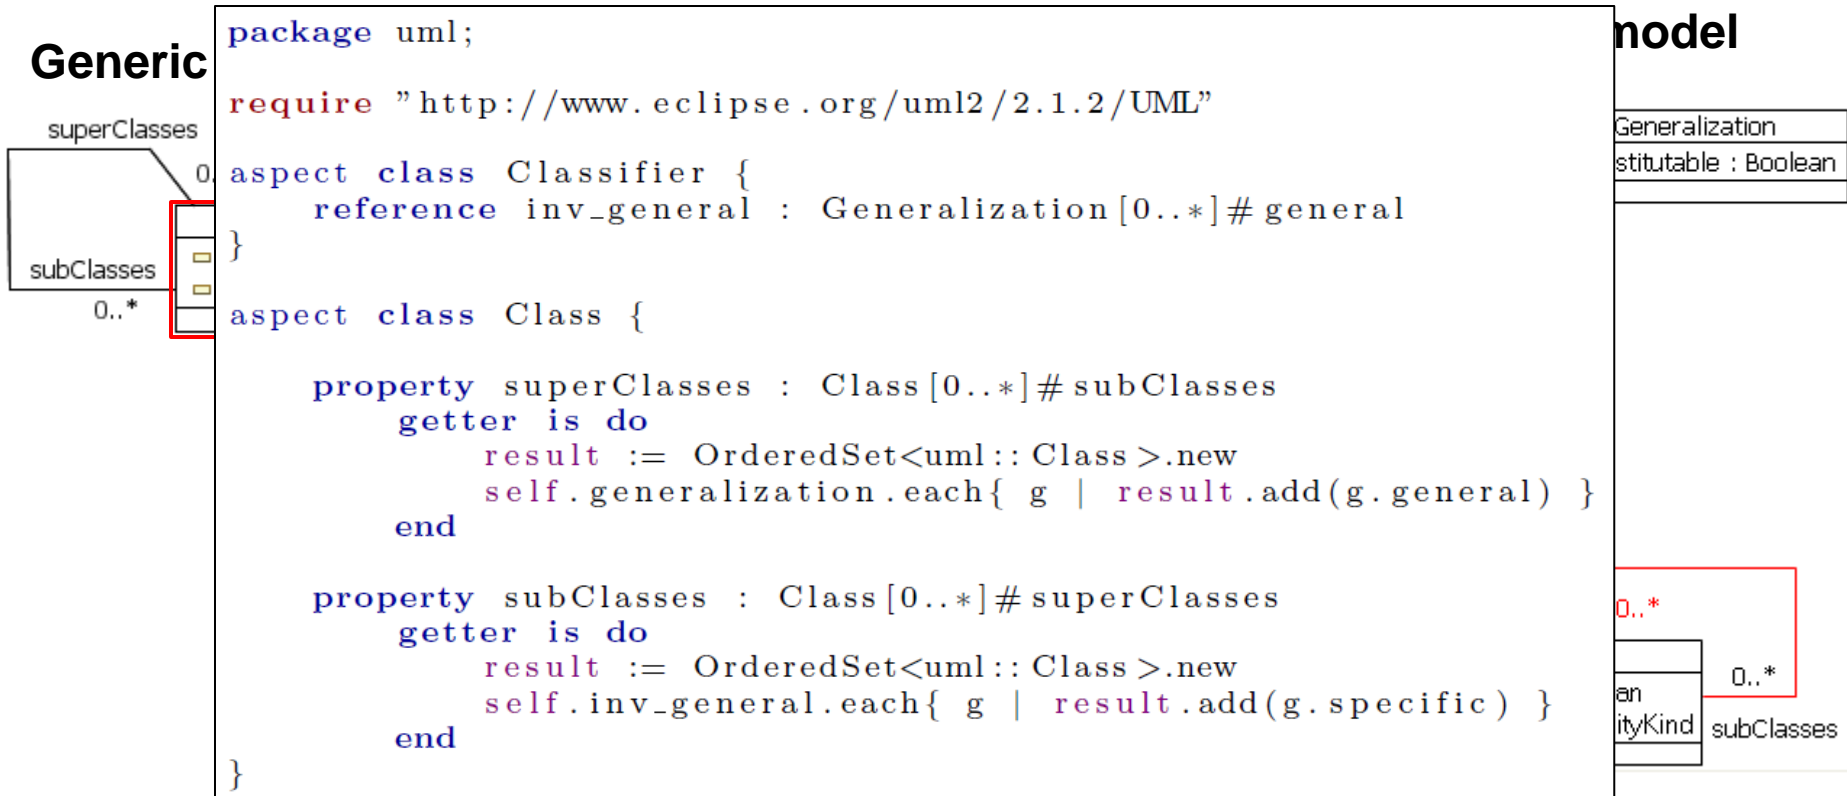 Generic
model
superClasses
0.
subClasses
0..*
package uml;
require "http://www.eclipse.org/uml2/2.1.2/UML"
aspect class Classifier {
reference inv_general : Generalization[0..*]#general
}
aspect class Class {
property superClasses : Class[0..*]#subClasses
getter is do
result := OrderedSet<uml::Class>.new
self.generalization.each{ g | result.add(g.general) }
end
property subClasses : Class[0..*]#superClasses
getter is do
result := OrderedSet<uml::Class>.new
self.inv_general.each{ g | result.add(g.specific) }
end
}
Generalization
stitutable : Boolean
0..*
0..*
an
ityKind
subClasses